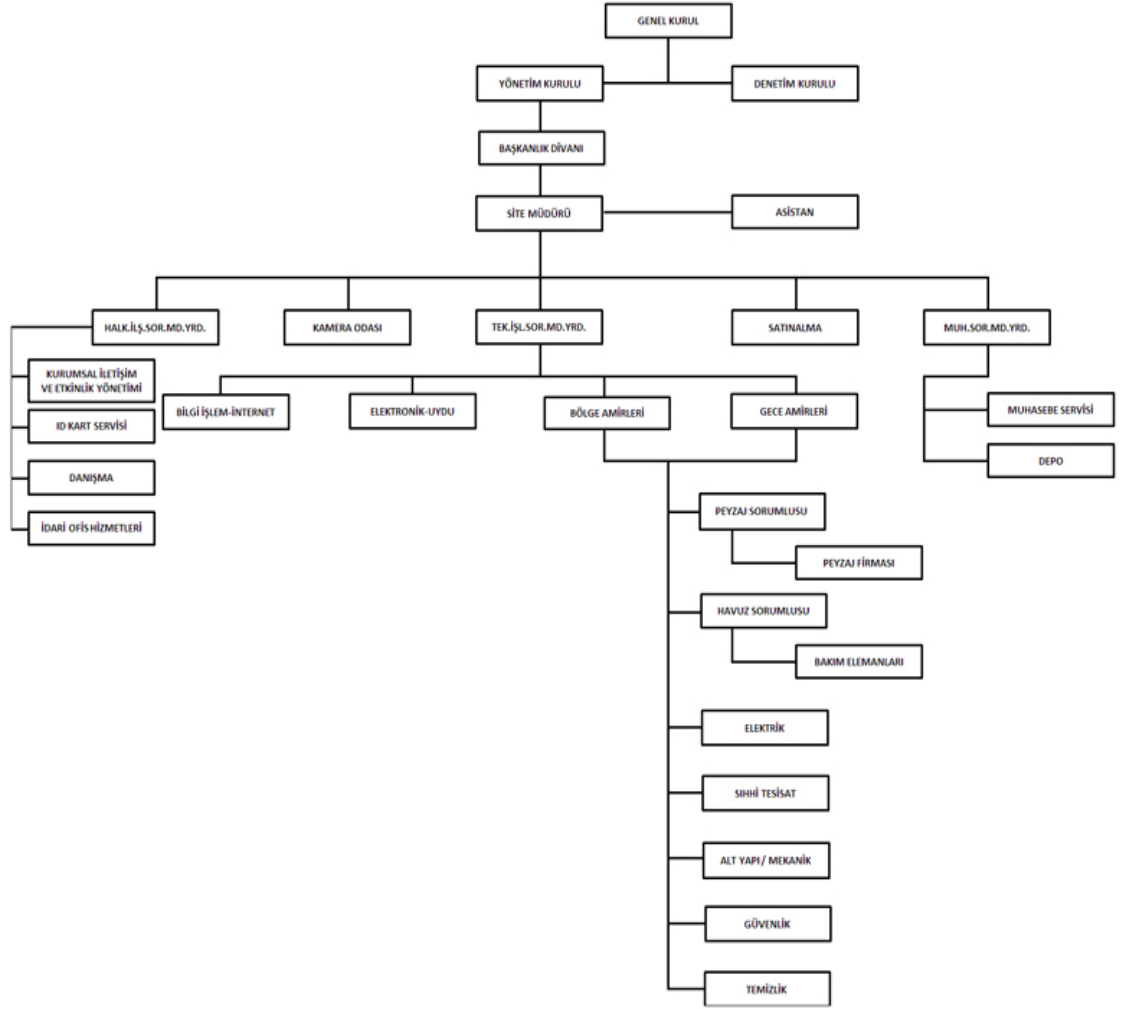 GENEL KURUL
YÖNETİM KURULU
DENETİM KURULU
BAŞKANLIK DİVANI
SİTE MÜDÜRÜ
ASİSTAN
HALK.İLŞ.SOR.MD.YRD.
KAMERA ODASI
TEK.İŞL.SOR.MD.YRD.
SATINALMA
MUH.SOR.MD.YRD.
KURUMSAL İLETİŞİM
VE ETKİNLİK YÖNETİMİ
ID KART SERVİSİ
DANIŞMA
İDARİ OFİS HİZMETLERİ
BİLGİ İŞLEM-İNTERNET
ELEKTRONİK-UYDU
BÖLGE AMİRLERİ
GECE AMİRLERİ
MUHASEBE SERVİSİ
DEPO
PEYZAJ SORUMLUSU
PEYZAJ FİRMASI
HAVUZ SORUMLUSU
BAKIM ELEMANLARI
ELEKTRİK
SIHHİ TESİSAT
ALT YAPI / MEKANİK
GÜVENLİK
TEMİZLİK